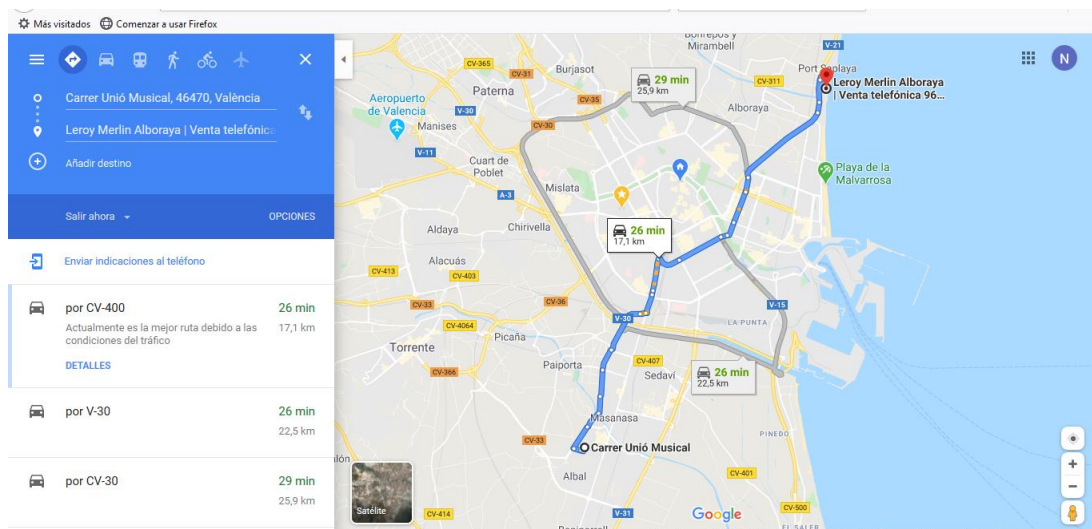 Más visitados Comenzar a usar Firefox
Carrer Unió Musical, 46470, València
Leroy Merlin Alboraya | Venta telefónica
Añadir destino
Salir ahora
OPCIONES
Enviar indicaciones al teléfono
por CV-400
26 min
Actualmente es la mejor ruta debido a las
17,1 km
condiciones del tráfico
DETALLES
por V-30
26 min
22,5 km
por CV-30
29 min
25,9 km
Bonrepòs y
Mirambell
V-21
CV-365
CV-31
Burjasot
Port Saplaya
29 min
25,9 km
CV-311
Leroy Merlin Alboraya
| Venta telefónica 96...
Paterna
CV-35
Aeropuerto
de Valencia
V-30
Alboraya
Manises
CV-30
V-11
Cuart de
Poblet
Playa de la
Malvarrosa
A-3
Mislata
Aldaya
Chirivella
26 min
17,1 km
Alacuás
CV-413
CV-403
CV-33
CV-36
V-15
V-30
CV-4064
LA PUNTA
Torrente
Picaña
CV-366
Paiporta
CV-407
Sedaví
26 min
22,5 km
Masanasa
PINEDO
CV-33
Carrer Unió Musical
Albal
CV-401
Satélite
CV-414
V-31
Google
CV-500
EL SALER
N